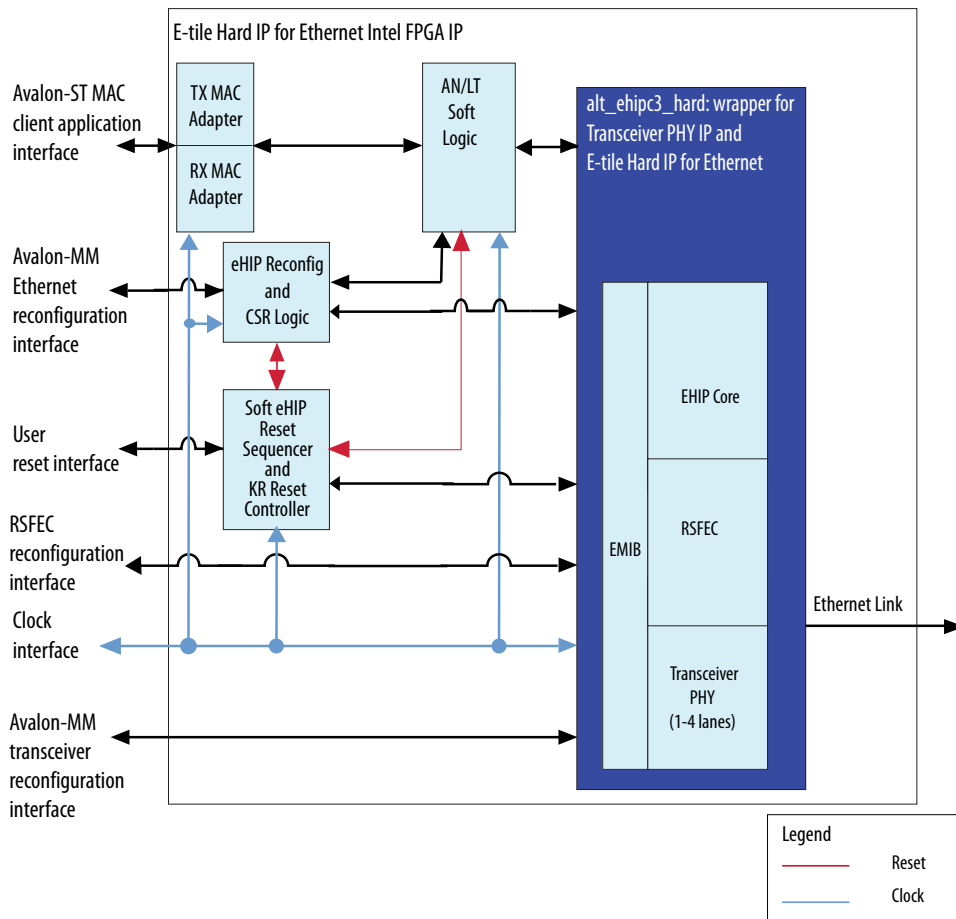 E-tile Hard IP for Ethernet Intel FPGA IP
Avalon-ST MAC
client application
interface
TX MAC
Adapter
RX MAC
Adapter
AN/LT
Soft
Logic
alt_ehipc3_hard: wrapper for
Transceiver PHY IP and
E-tile Hard IP for Ethernet
Avalon-MM
Ethernet
reconfiguration
interface
eHIP Reconfig
and
CSR Logic
User
reset interface
Soft eHIP
Reset
Sequencer
and
KR Reset
Controller
EMIB
EHIP Core
RSFEC
Transceiver
PHY
(1-4 lanes)
RSFEC
reconfiguration
interface
Clock
interface
Avalon-MM
transceiver
reconfiguration
interface
Ethernet Link
Legend
Reset
Clock